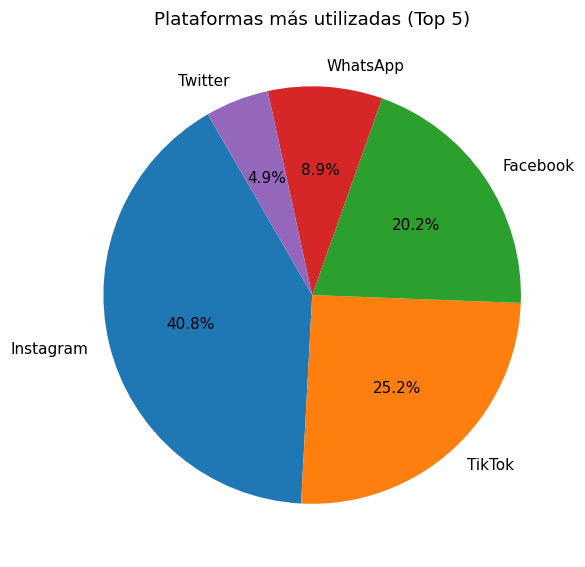 Plataformas más utilizadas (Top 5)
WhatsApp
Twitter
Facebook
8.9%
4.9%
20.2%
40.8%
Instagram
25.2%
TikTok